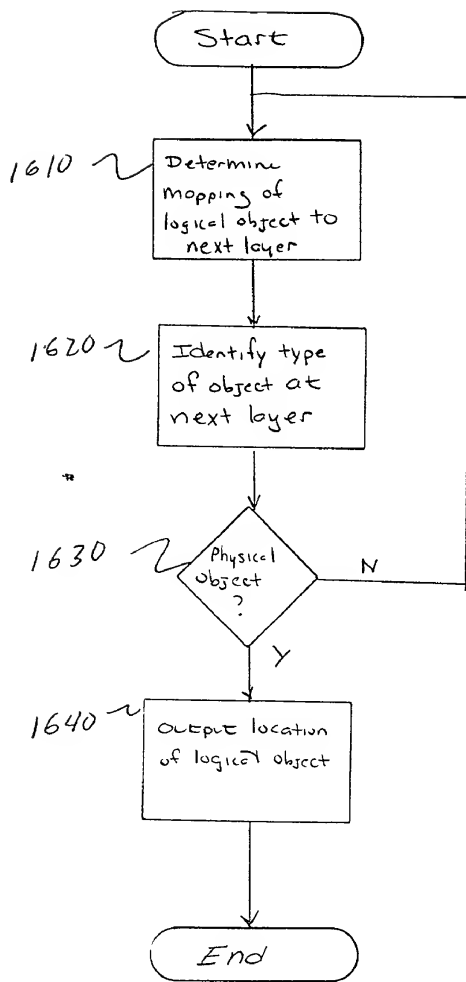 Start
1610
Determine
mapping of
logical object to
next layer
1620
Identify type
of object at
next layer
1630
Physical
object
?
N
Y
1640
Output location
of logical object
End